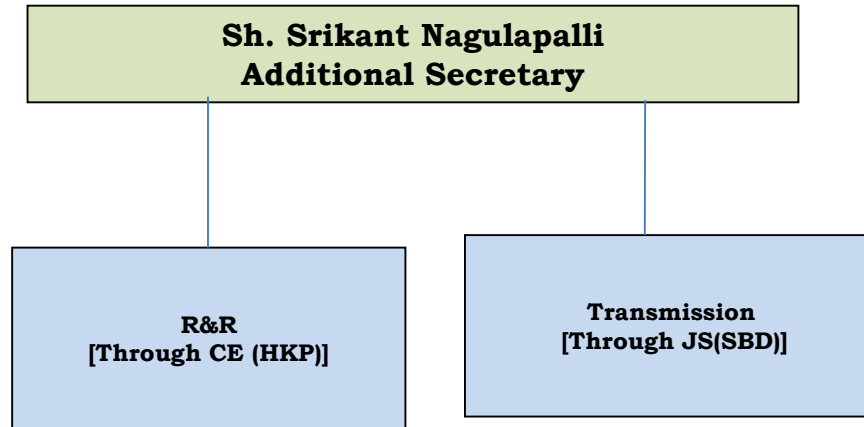 Sh. Srikant Nagulapalli
Additional Secretary
R&R
[Through CE (HKP)]
Transmission
[Through JS(SBD)]